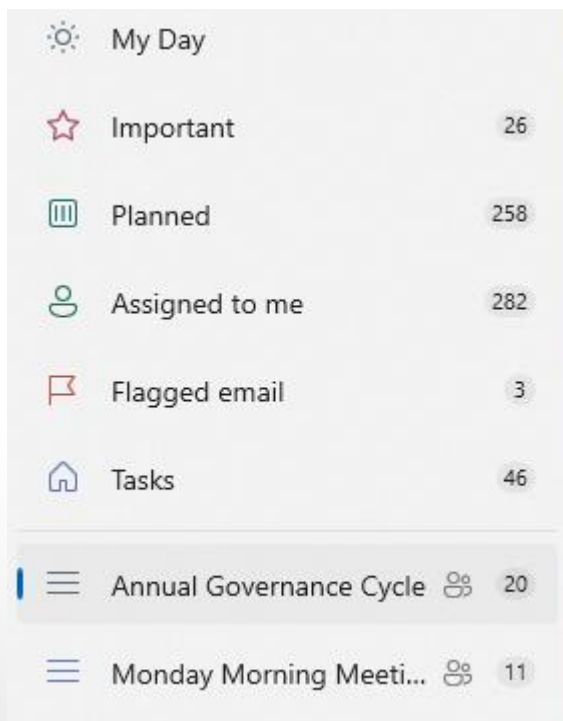 My Day
Important 26
Planned 258
Assigned to me 282
Flagged email 3
Tasks 46
Annual Governance Cycle 20
Monday Morning Meeti... 11